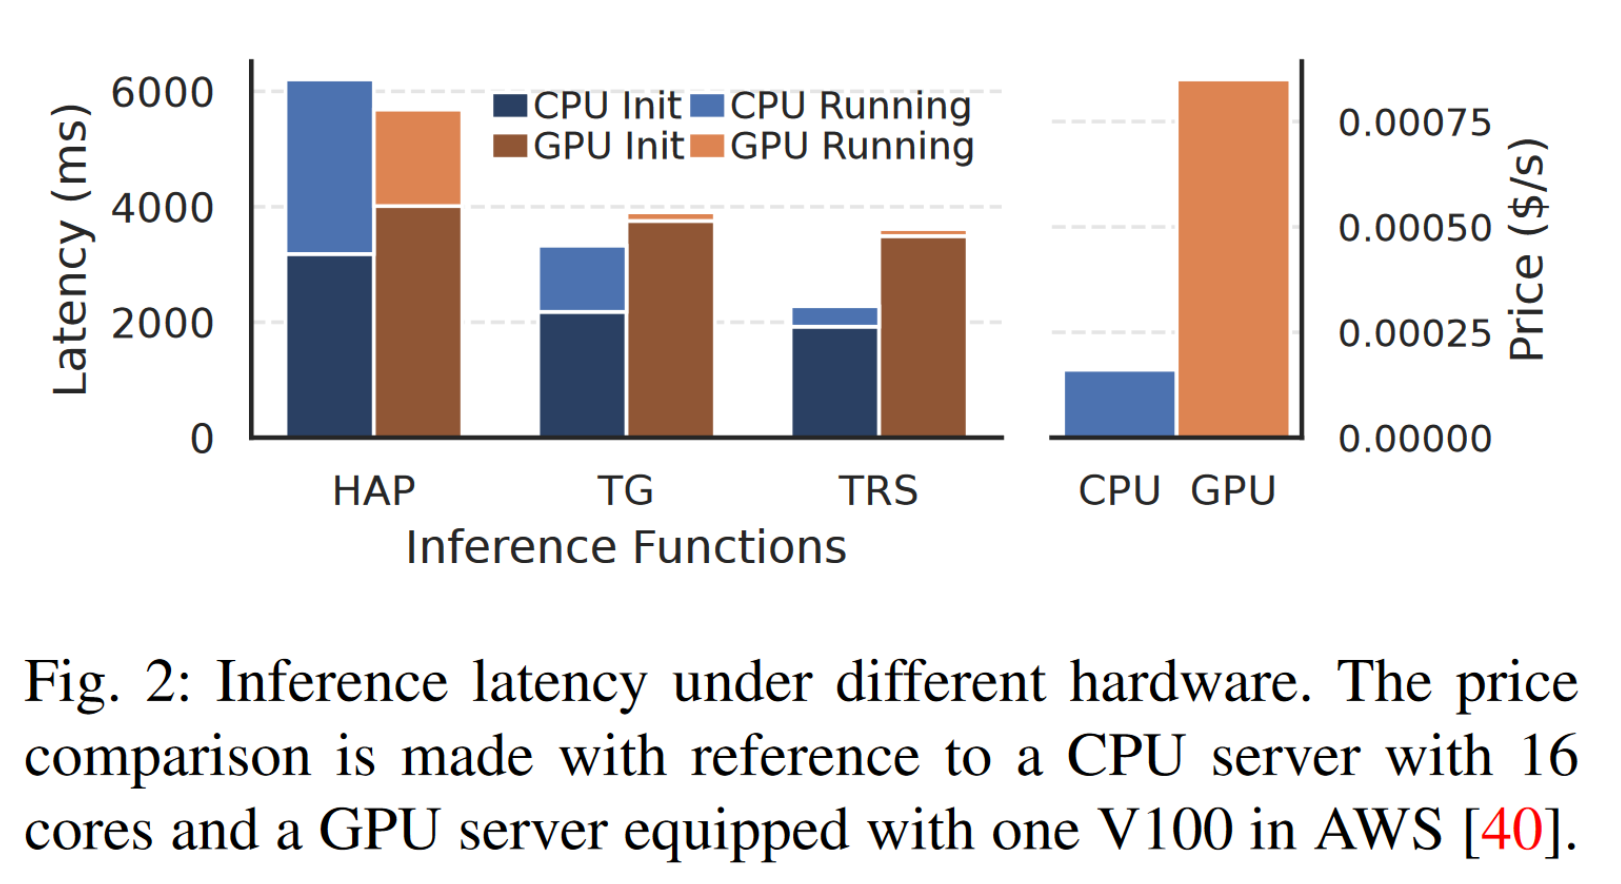 Latency (ms)
6000
4000
2000
0
CPU Init CPU Running
GPU Init GPU Running
HAP TG TRS
Inference Functions
CPU GPU
0.00075
0.00050
0.00025
0.00000
Price ($/s)
Fig. 2: Inference latency under different hardware. The price
comparison is made with reference to a CPU server with 16
cores and a GPU server equipped with one V100 in AWS [40].